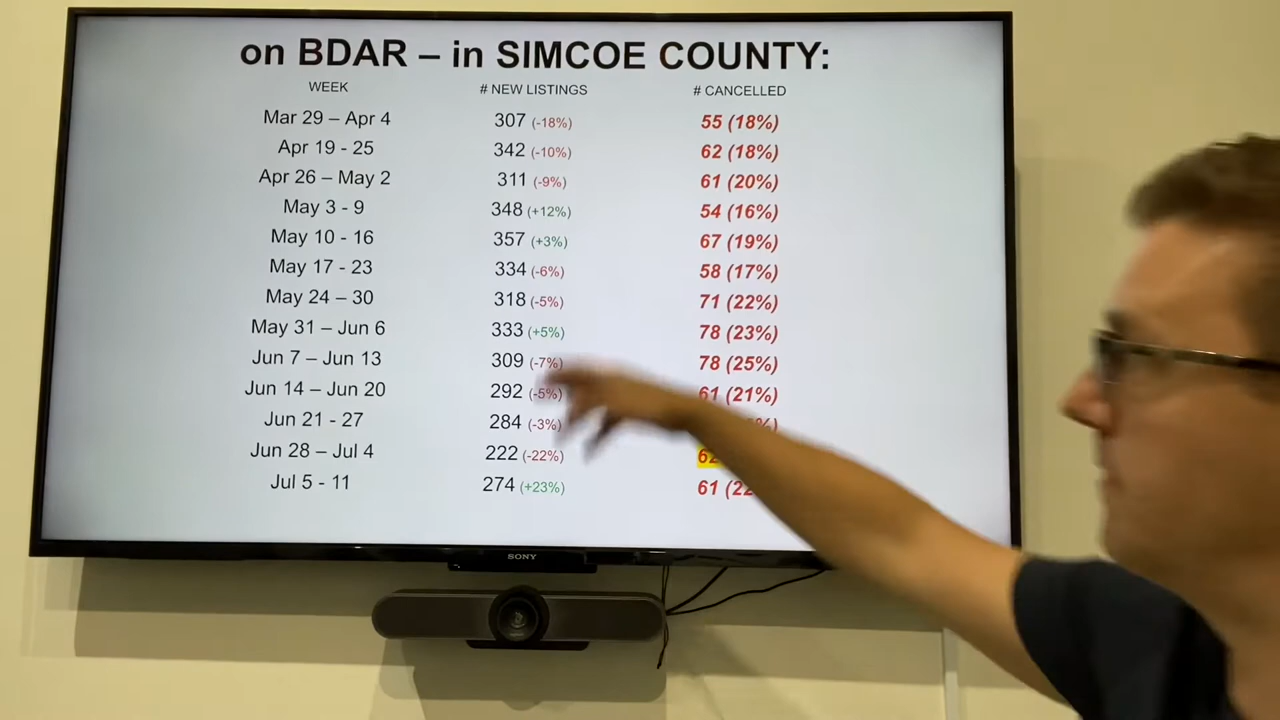 on BDAR – in SIMCOE COUNTY:
WEEK # NEW LISTINGS # CANCELLED
Mar 29 – Apr 4 307 (-18%) 55 (18%)
Apr 19 - 25 342 (-10%) 62 (18%)
Apr 26 – May 2 311 (-9%) 61 (20%)
May 3 - 9 348 (+12%) 54 (16%)
May 10 - 16 357 (+3%) 67 (19%)
May 17 - 23 334 (-6%) 58 (17%)
May 24 – 30 318 (-5%) 71 (22%)
May 31 – Jun 6 333 (+5%) 78 (23%)
Jun 7 – Jun 13 309 (-7%) 78 (25%)
Jun 14 – Jun 20 292 (-5%) 61 (21%)
Jun 21 - 27 284 (-3%)
Jun 28 – Jul 4 222 (-22%)
Jul 5 - 11 274 (+23%) 61
SONY